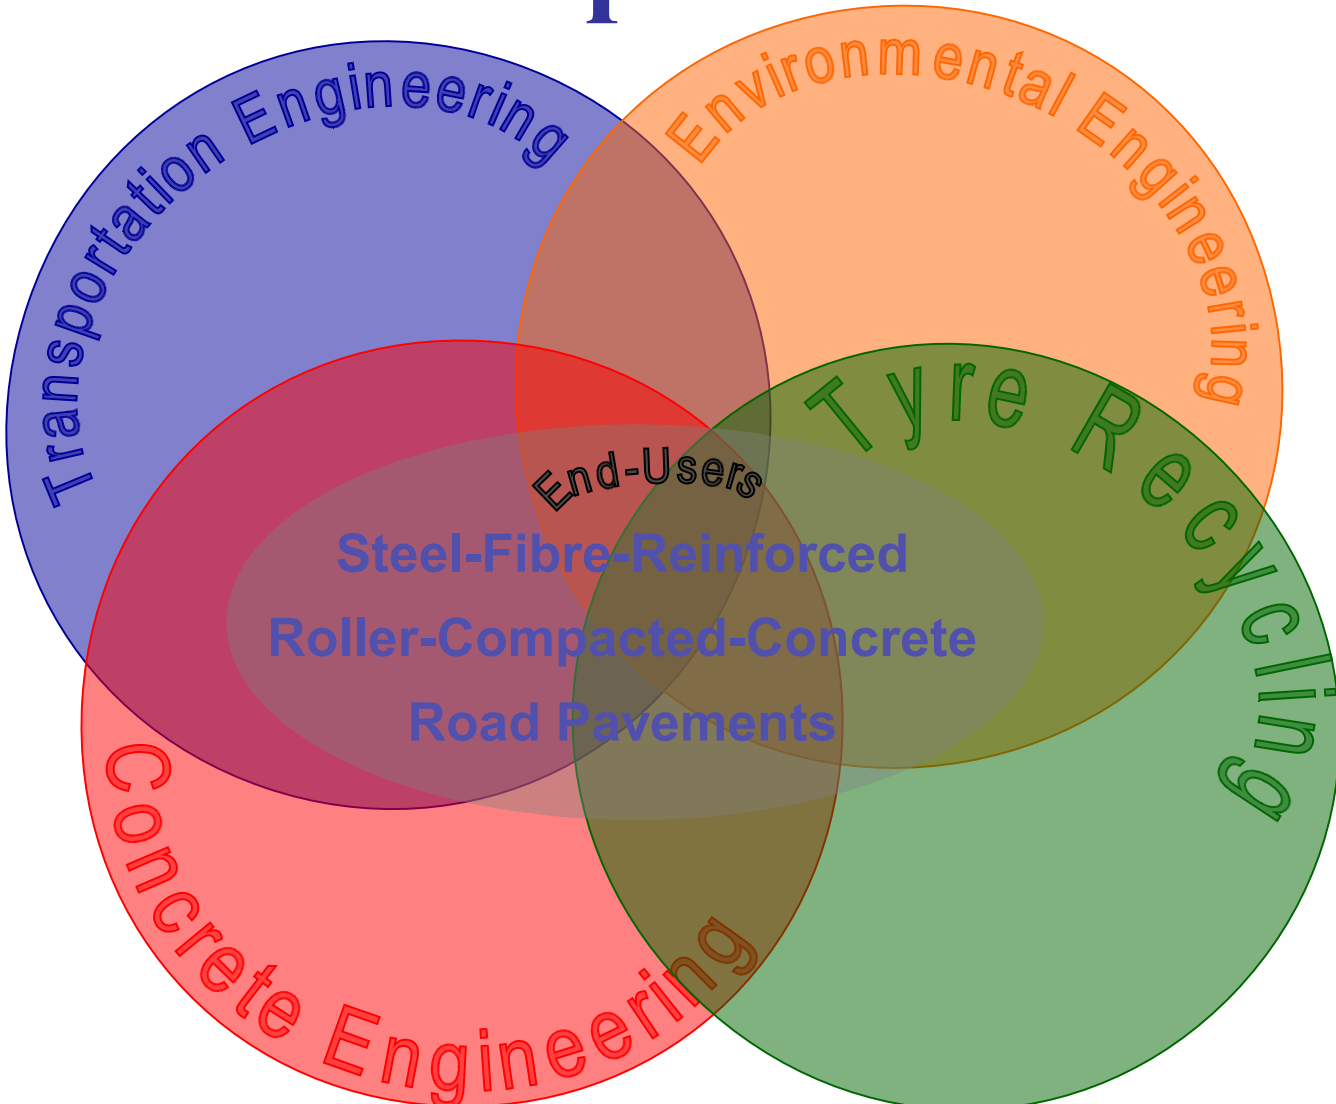 Transportation Engineering
Environmental Engineering
Tyre Recycling
End-Users
Steel-Fibre-Reinforced
Roller-Compacted-Concrete
Road Pavements
Concrete Engineering